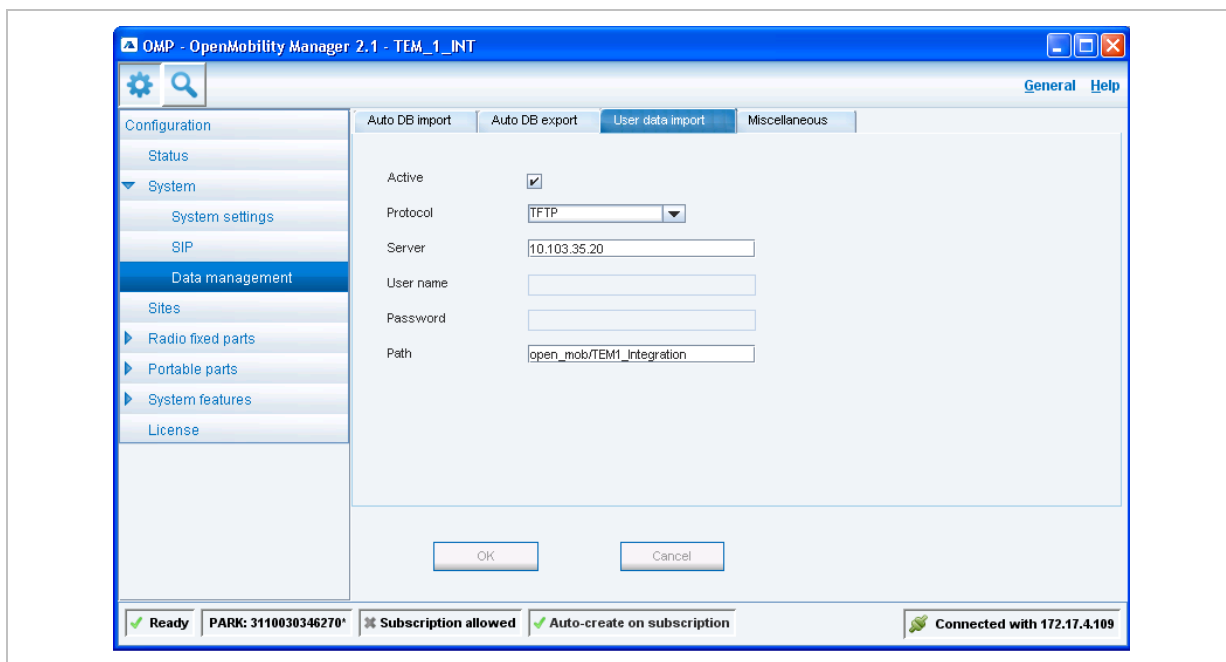 OMP - OpenMobility Manager 2.1 - TEM_1_INT
General Help
Configuration
Status
System
System settings
SIP
Data management
Sites
Radio fixed parts
Portable parts
System features
License
Auto DB import Auto DB export User data import Miscellaneous
Active
Protocol TFTP
Server 10.103.35.20
User name
Password
Path open_mob/TEM1_Integration
OK Cancel
Ready PARK: 3110030346270* Subscription allowed Auto-create on subscription Connected with 172.17.4.109